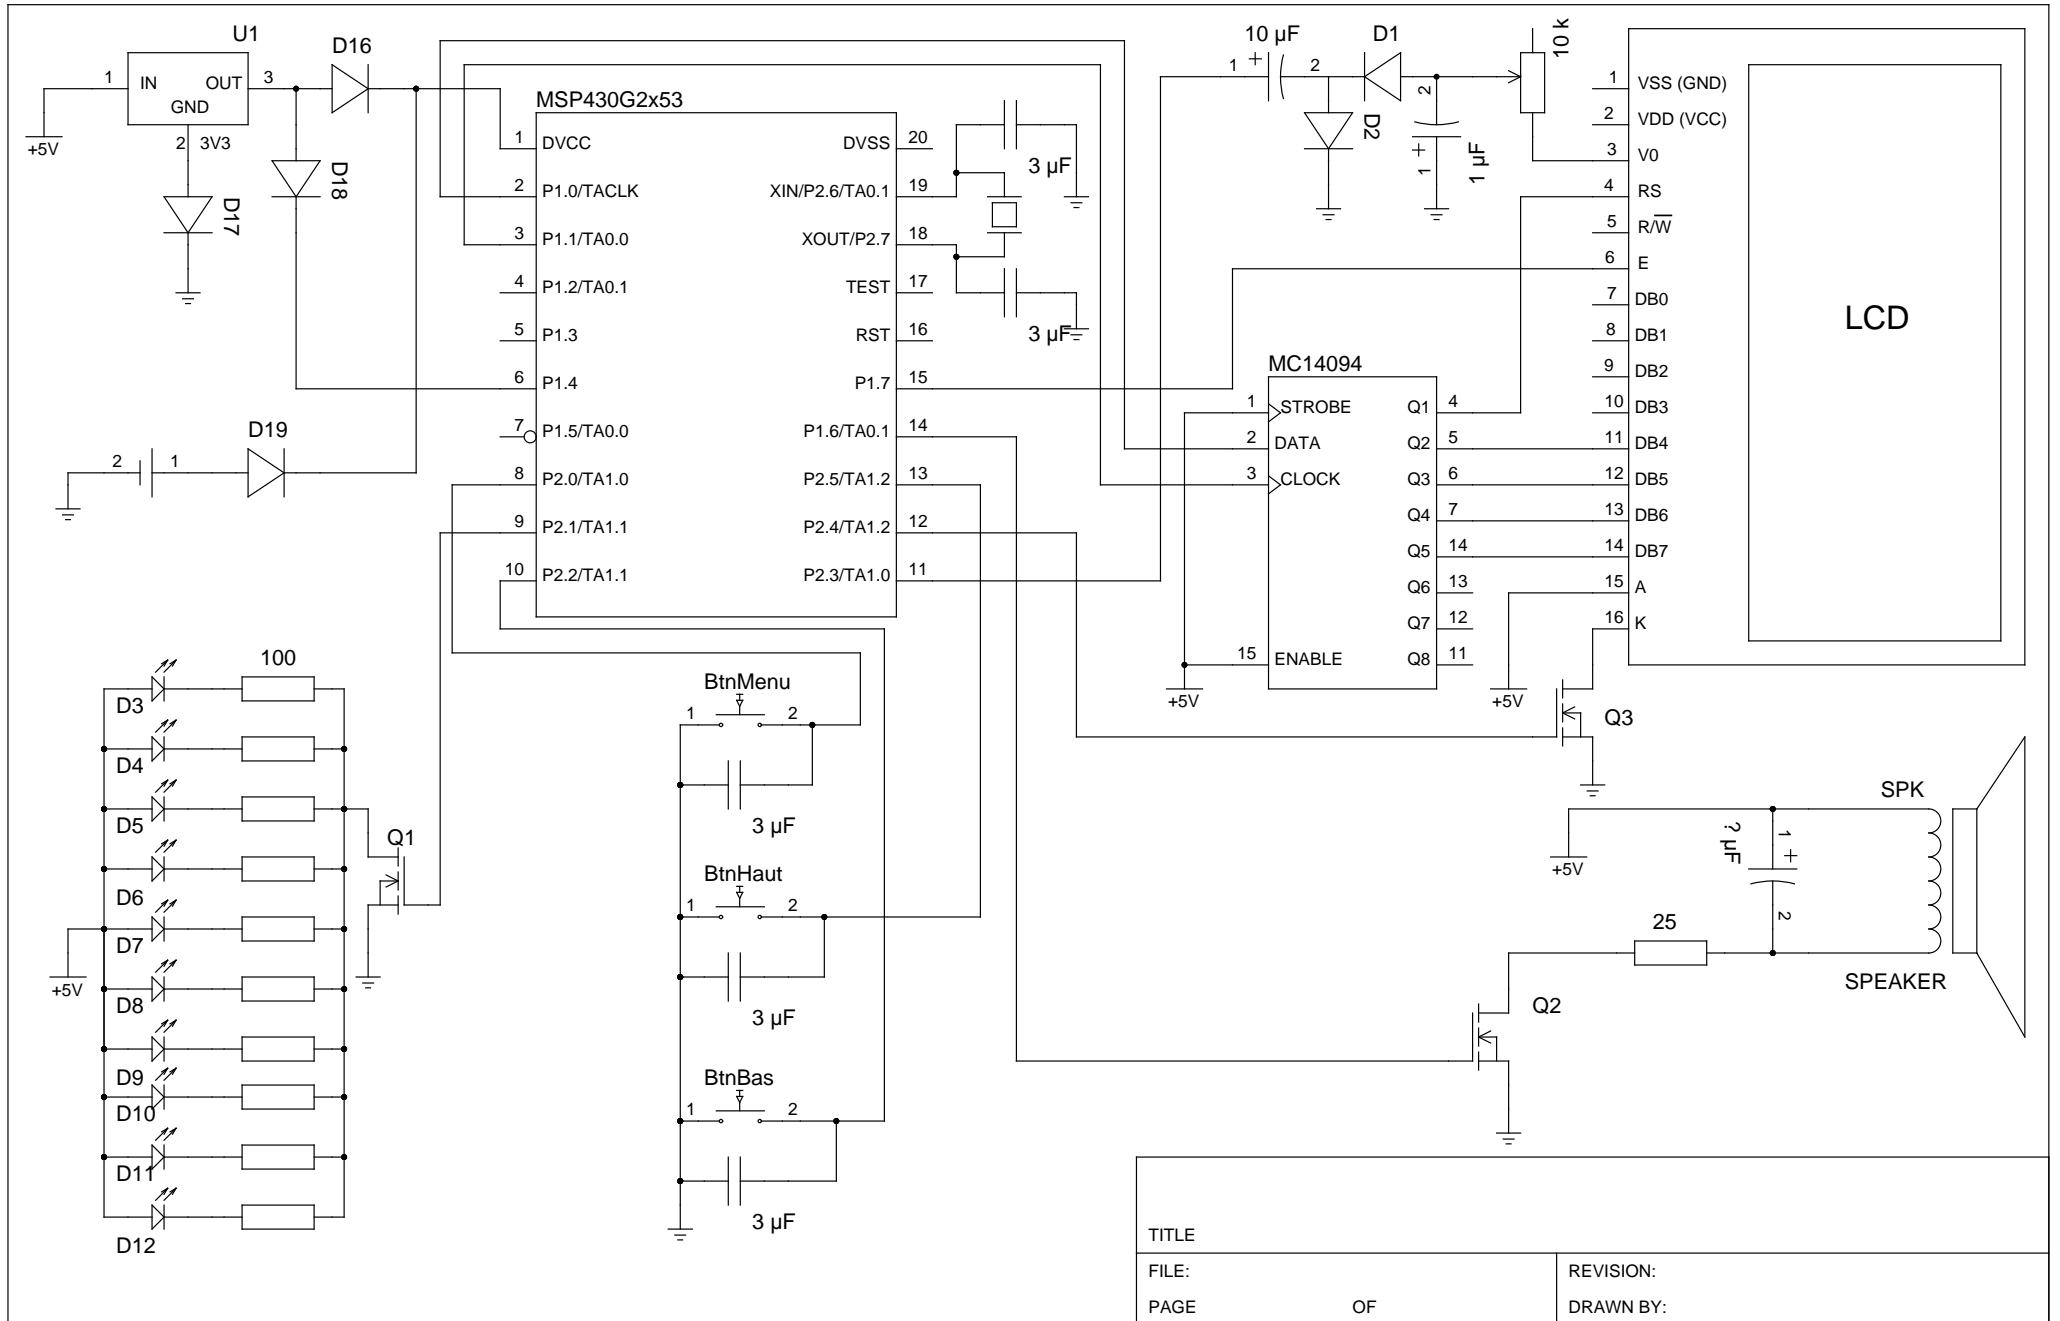 U1
D16
1
IN
OUT
3
GND
2
3V3
+5V
D17
D18
D19
2
1
MSP430G2x53
1
DVCC
2
P1.0/TACLK
3
P1.1/TA0.0
4
P1.2/TA0.1
5
P1.3
6
P1.4
7
P1.5/TA0.0
8
P2.0/TA1.0
9
P2.1/TA1.1
10
P2.2/TA1.1
DVSS
20
XIN/P2.6/TA0.1
19
XOUT/P2.7
18
TEST
17
RST
16
P1.7
15
P1.6/TA0.1
14
P2.5/TA1.2
13
P2.4/TA1.2
12
P2.3/TA1.0
11
3 µF
3 µF
10 µF
1
+
2
D1
D2
2
1
+
1 µF
10 k
1
VSS (GND)
2
VDD (VCC)
3
V0
4
RS
5
R/W
6
E
7
DB0
8
DB1
9
DB2
10
DB3
11
DB4
12
DB5
13
DB6
14
DB7
15
A
16
K
LCD
MC14094
1
STROBE
2
DATA
3
CLOCK
15
ENABLE
Q1
4
Q2
5
Q3
6
Q4
7
Q5
14
Q6
13
Q7
12
Q8
11
+5V
+5V
Q3
100
D3
D4
D5
D6
D7
D8
D9
D10
D11
D12
+5V
Q1
BtnMenu
1
2
3 µF
BtnHaut
1
2
3 µF
BtnBas
1
2
3 µF
SPK
+5V
? µF
1
+
2
25
SPEAKER
Q2
TITLE
FILE:
REVISION:
PAGE
OF
DRAWN BY: